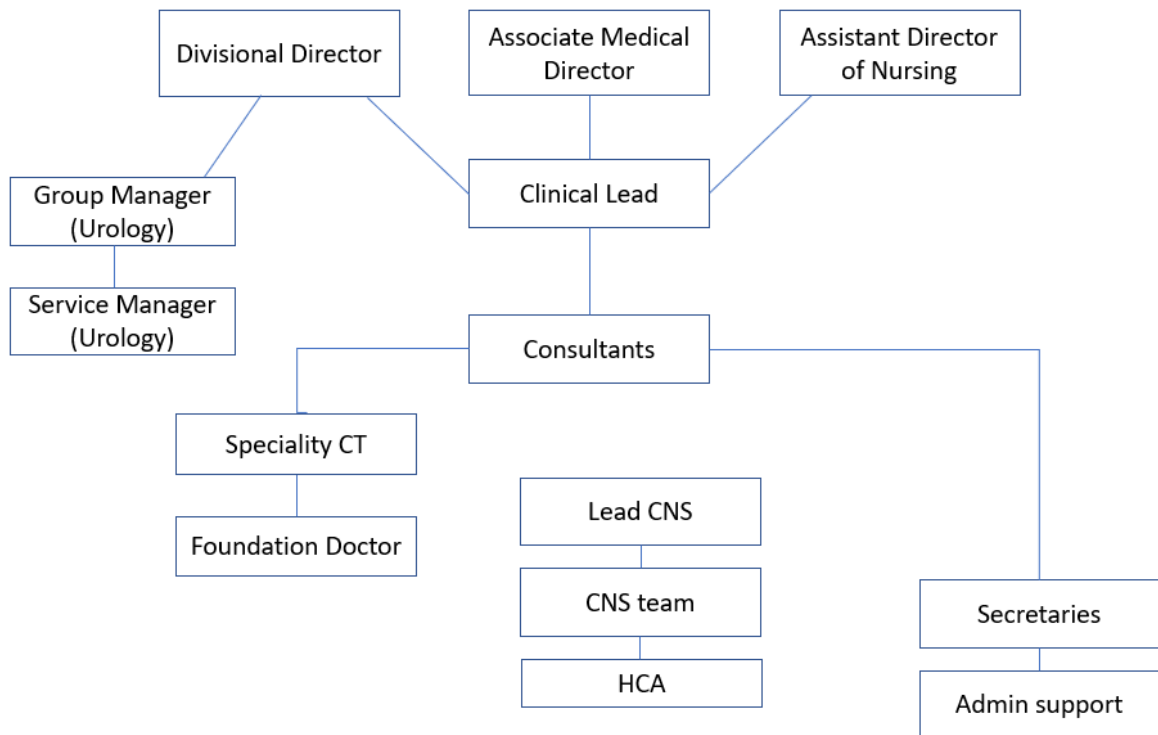 Divisional Director
Associate Medical
Director
Assistant Director
of Nursing
Group Manager
(Urology)
Clinical Lead
Service Manager
(Urology)
Consultants
Speciality CT
Foundation Doctor
Lead CNS
CNS team
HCA
Secretaries
Admin support